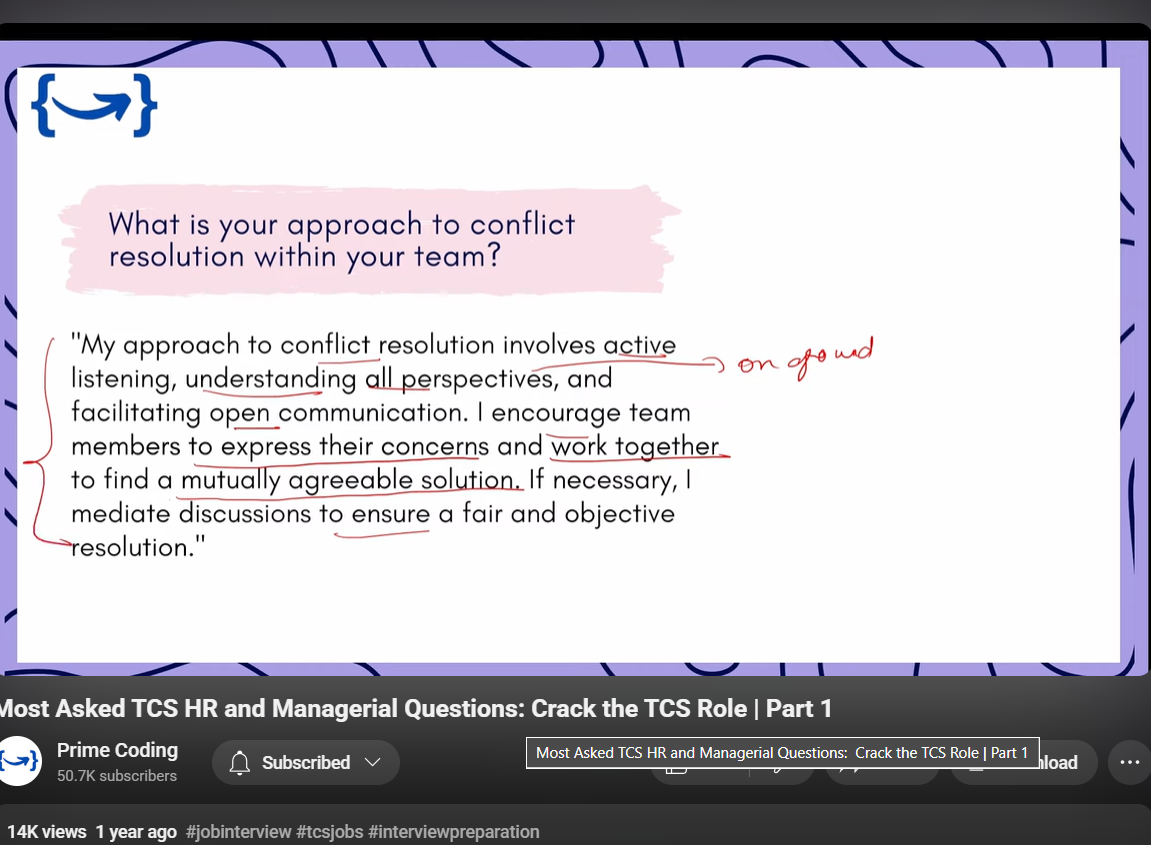 What is your approach to conflict
resolution within your team?
"My approach to conflict resolution involves active
listening, understanding all perspectives, and
facilitating open communication. I encourage team
members to express their concerns and work together
to find a mutually agreeable solution. If necessary, I
mediate discussions to ensure a fair and objective
resolution."
on ground
Most Asked TCS HR and Managerial Questions: Crack the TCS Role | Part 1
Prime Coding
50.7K subscribers
Subscribed
Most Asked TCS HR and Managerial Questions: Crack the TCS Role | Part 1
nload
14K views 1 year ago #jobinterview #tcsjobs #interviewpreparation